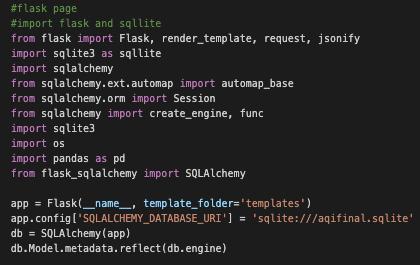 #flask page
#import flask and sqllite
from flask import Flask, render_template, request, jsonify
import sqlite3 as sqllite
import sqlalchemy
from sqlalchemy.ext.automap import automap_base
from sqlalchemy.orm import Session
from sqlalchemy import create_engine, func
import sqlite3
import os
import pandas as pd
from flask_sqlalchemy import SQLAlchemy

app = Flask(__name__, template_folder='templates')
app.config['SQLALCHEMY_DATABASE_URI'] = 'sqlite:///aqifinal.sqlite'
db = SQLAlchemy(app)
db.Model.metadata.reflect(db.engine)